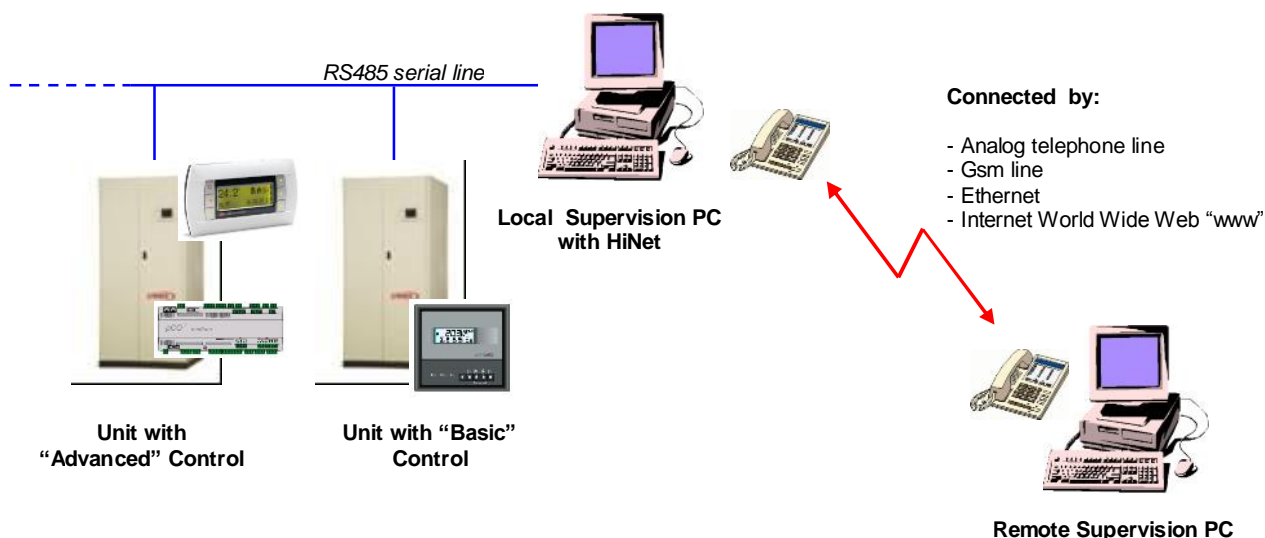 RS485 serial line
Connected by:
- Analog telephone line
- Gsm line
- Ethernet
- Internet World Wide Web “www”
Local Supervision PC
with HiNet
Unit with
“Advanced” Control
Unit with “Basic”
Control
Remote Supervision PC